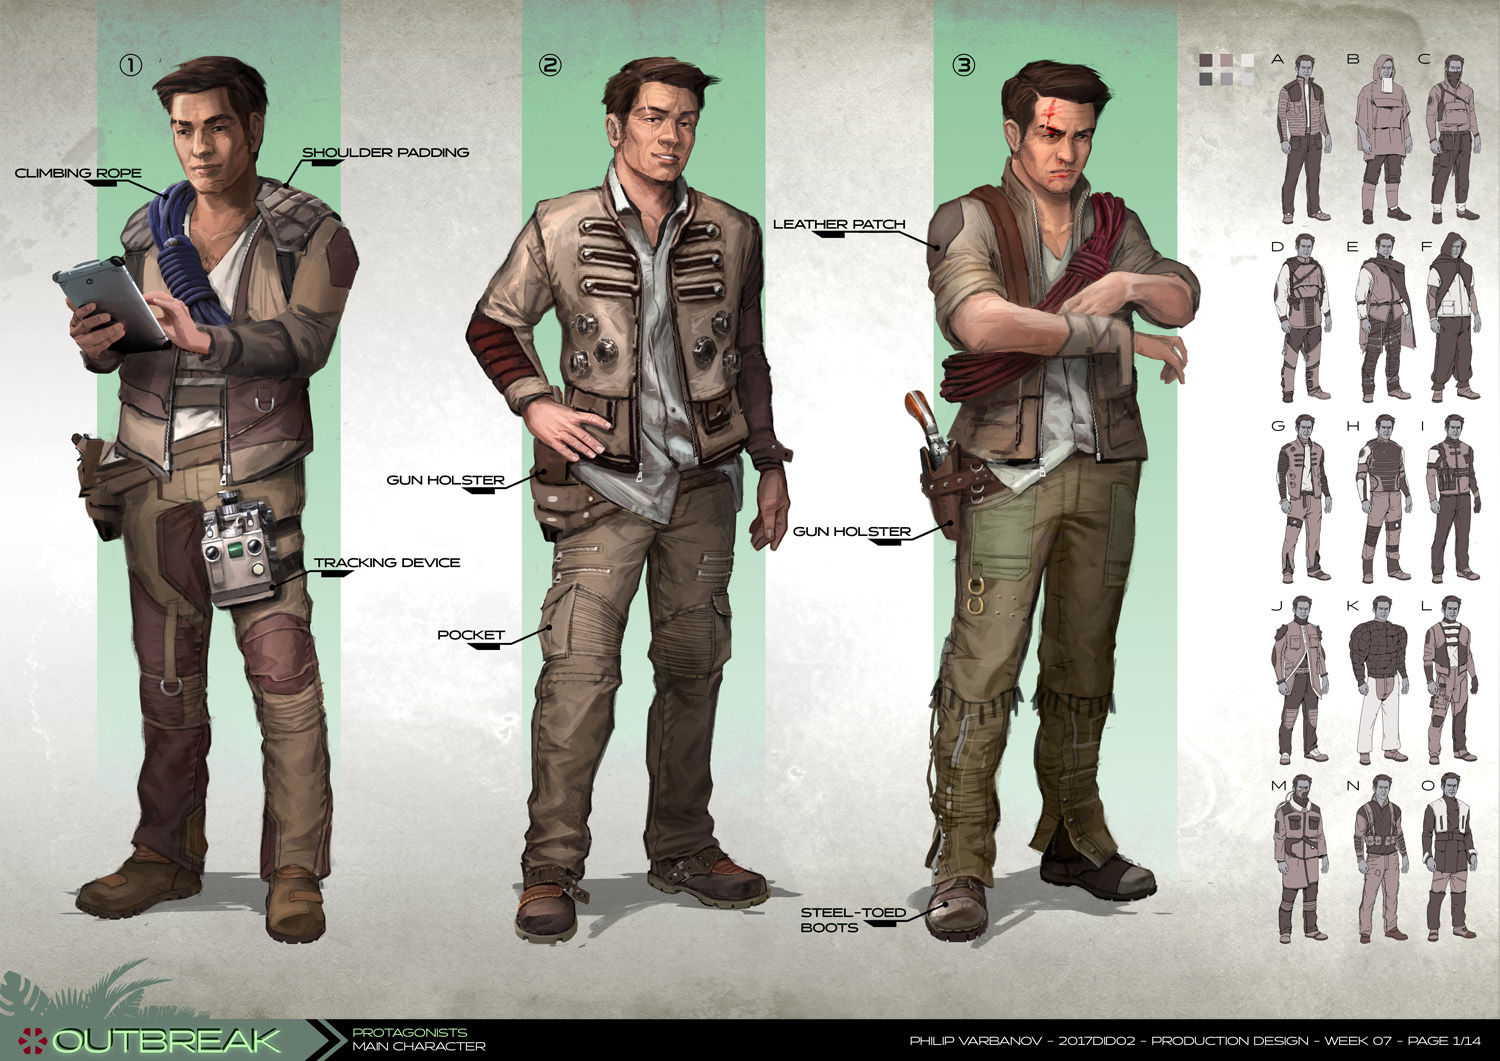 ①
②
③
CLIMBING ROPE
SHOULDER PADDING
TRACKING DEVICE
GUN HOLSTER
POCKET
LEATHER PATCH
GUN HOLSTER
STEEL-TOED
BOOTS
A
B
C
D
E
F
G
H
I
J
K
L
M
N
O
OUTBREAK
PROTAGONISTS
MAIN CHARACTER
PHILIP VARBANOV - 2017DID02 - PRODUCTION DESIGN - WEEK 07 - PAGE 1/14